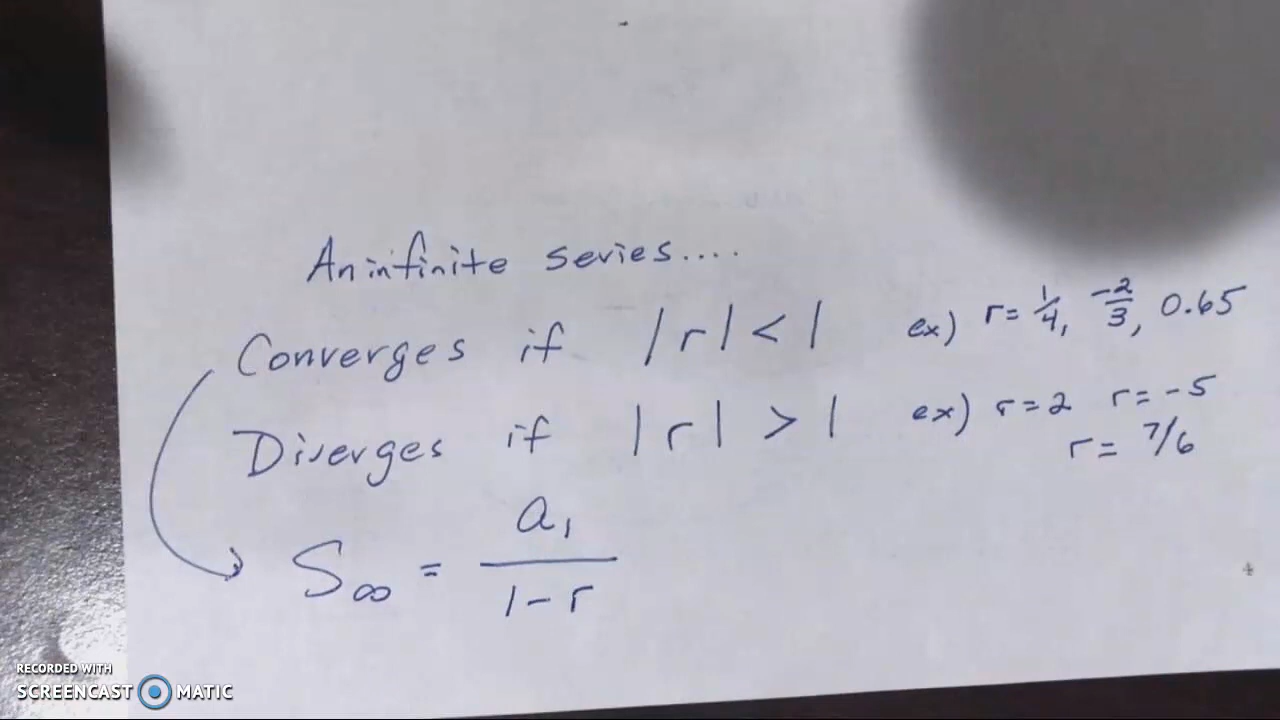 An infinite series....
Converges if |r| < 1 ex) r = 1/4, -2/3, 0.65
Diverges if |r| > 1 ex) r = 2 r = -5
r = 7/6
S∞ = a₁ / 1 - r
RECORDED WITH
SCREENCAST MATIC